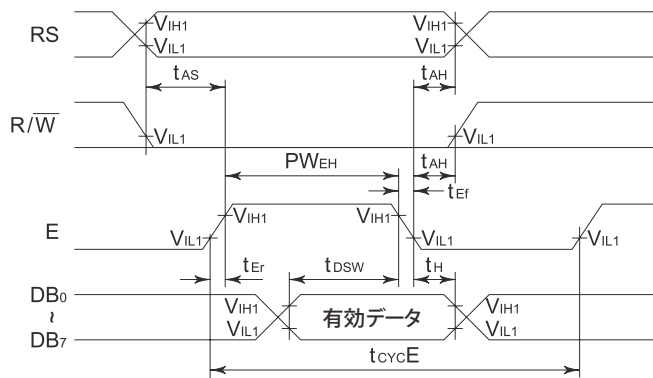 RS
VIH1
VIL1
VIH1
VIL1
tAS
tAH
R/W
VIL1
VIL1
PWEH
tAH
tEf
E
VIH1
VIL1
VIH1
VIL1
VIL1
tEr
tDSW
tH
DB0
~
DB7
VIH1
VIL1
有効データ
VIH1
VIL1
tCYCE